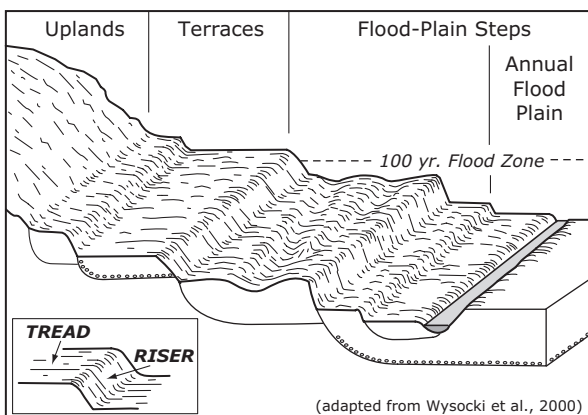 Uplands
Terraces
Flood-Plain Steps
Annual
Flood
Plain
100 yr. Flood Zone
TREAD
RISER
(adapted from Wysocki et al., 2000)